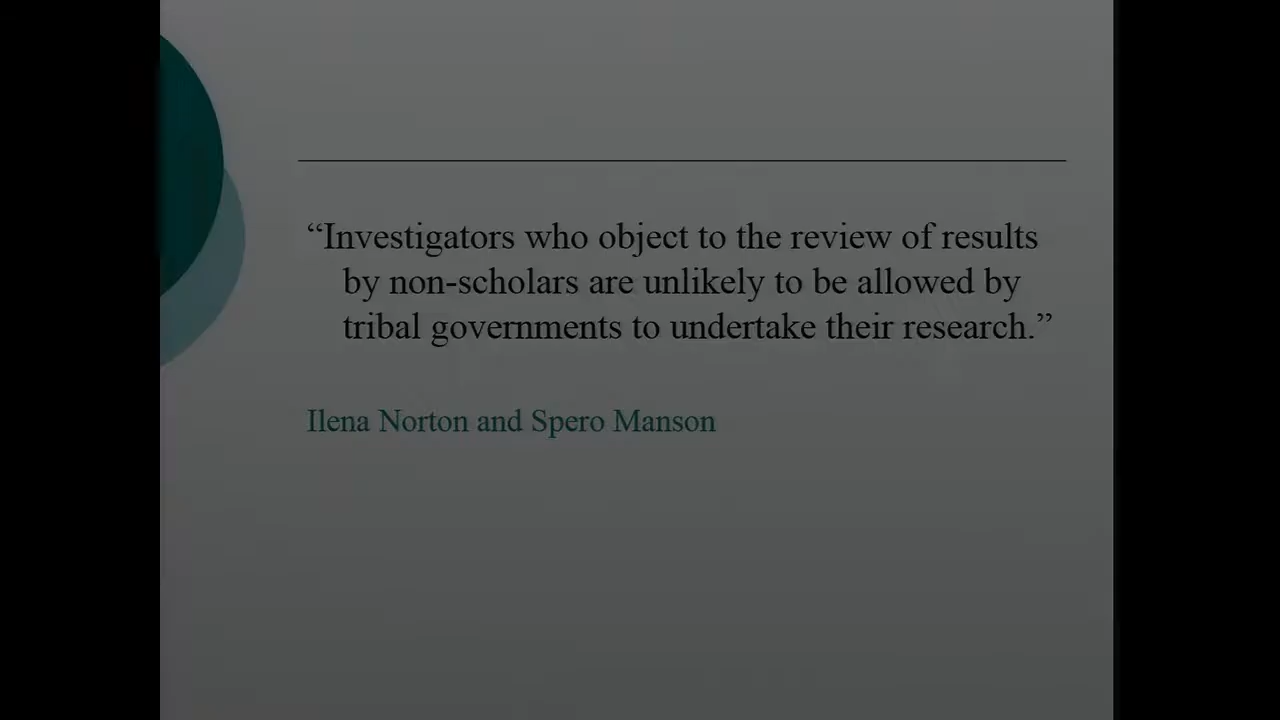 “Investigators who object to the review of results
by non-scholars are unlikely to be allowed by
tribal governments to undertake their research.”
Ilena Norton and Spero Manson